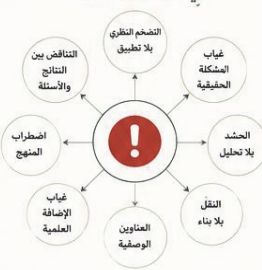 التضخم النظري
بلا تطبيق
غياب
المشكلة
الحقيقية
الحشد
بلا تحليل
النقل
بلا بناء
العناوين
الوصفية
غياب
الإضافة
العلمية
اضطراب
المنهج
التناقض بين
النتائج
والأسئلة